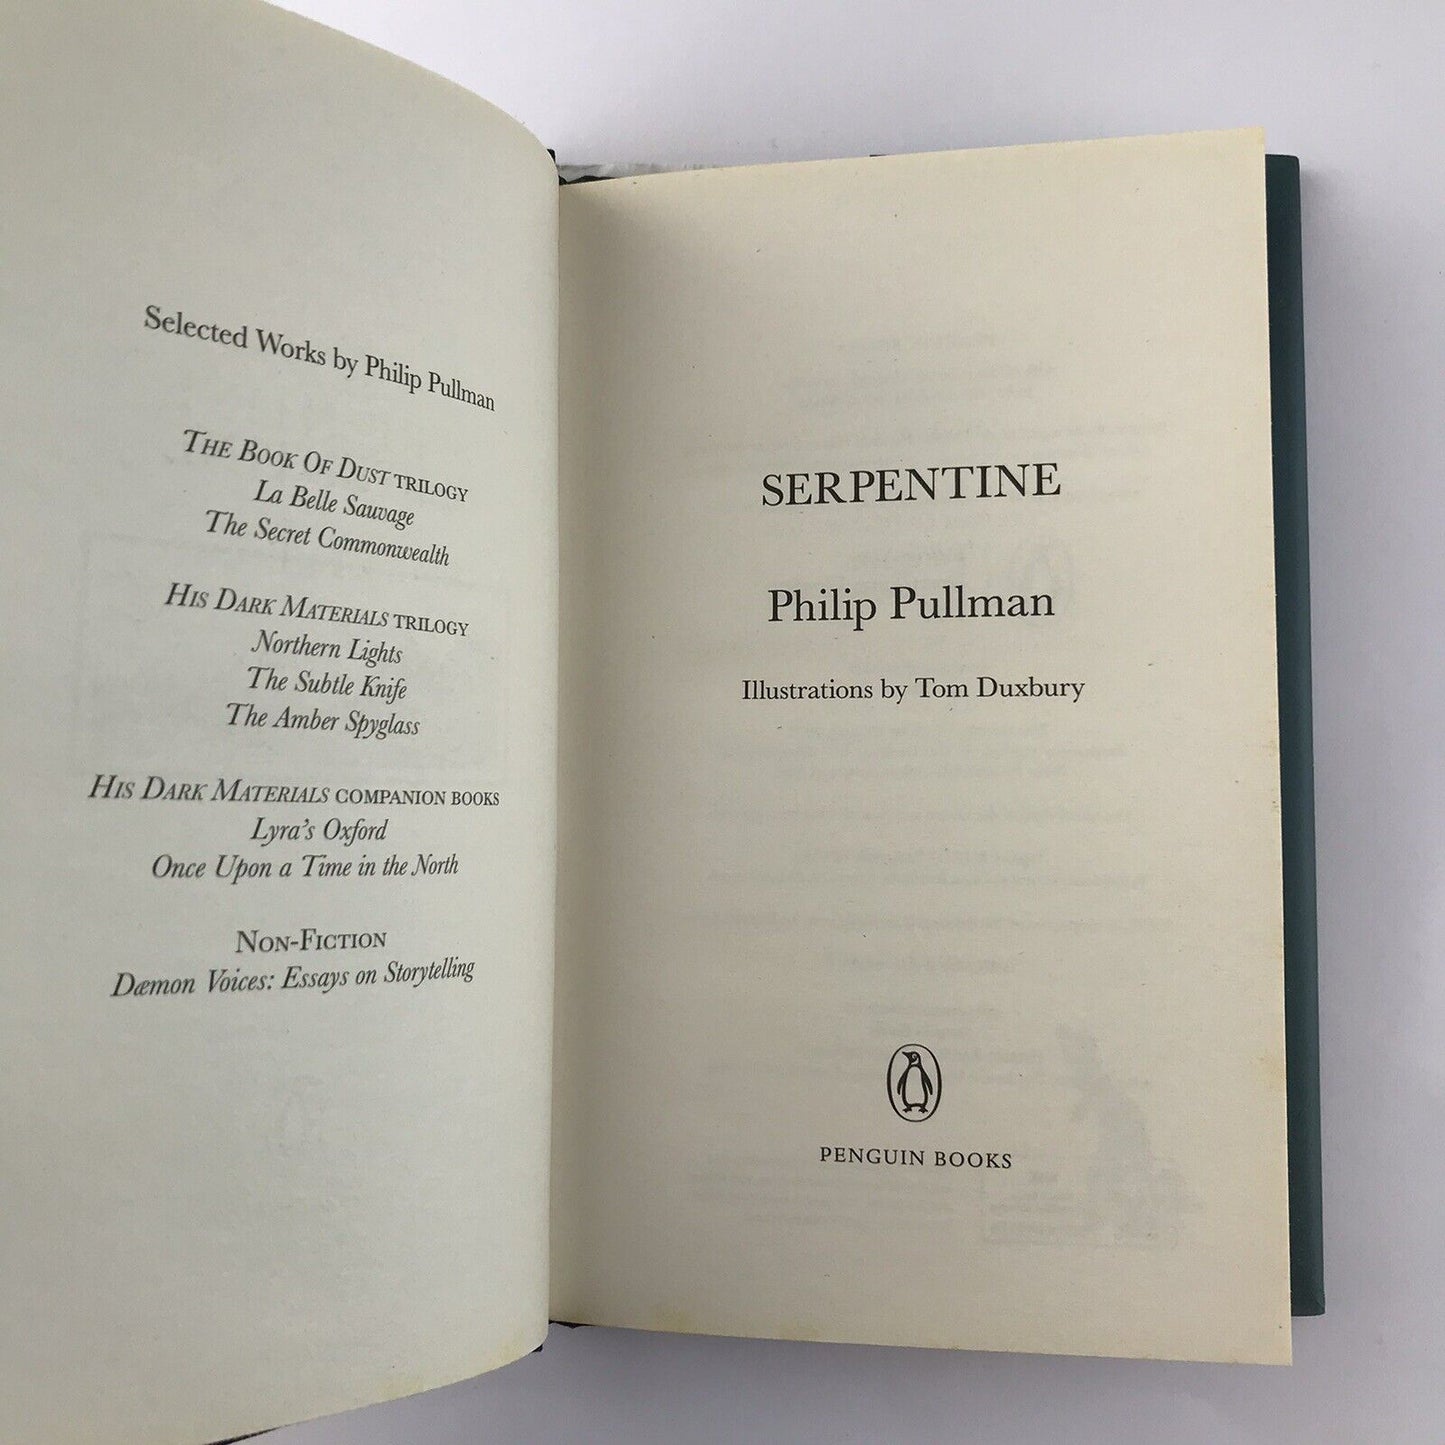 Selected Works by Philip Pullman
THE BOOK OF DUST TRILOGY
La Belle Sauvage
The Secret Commonwealth
HIS DARK MATERIALS TRILOGY
Northern Lights
The Subtle Knife
The Amber Spyglass
HIS DARK MATERIALS COMPANION BOOKS
Lyra's Oxford
Once Upon a Time in the North
NON-FICTION
Dæmon Voices: Essays on Storytelling
SERPENTINE
Philip Pullman
Illustrations by Tom Duxbury
PENGUIN BOOKS